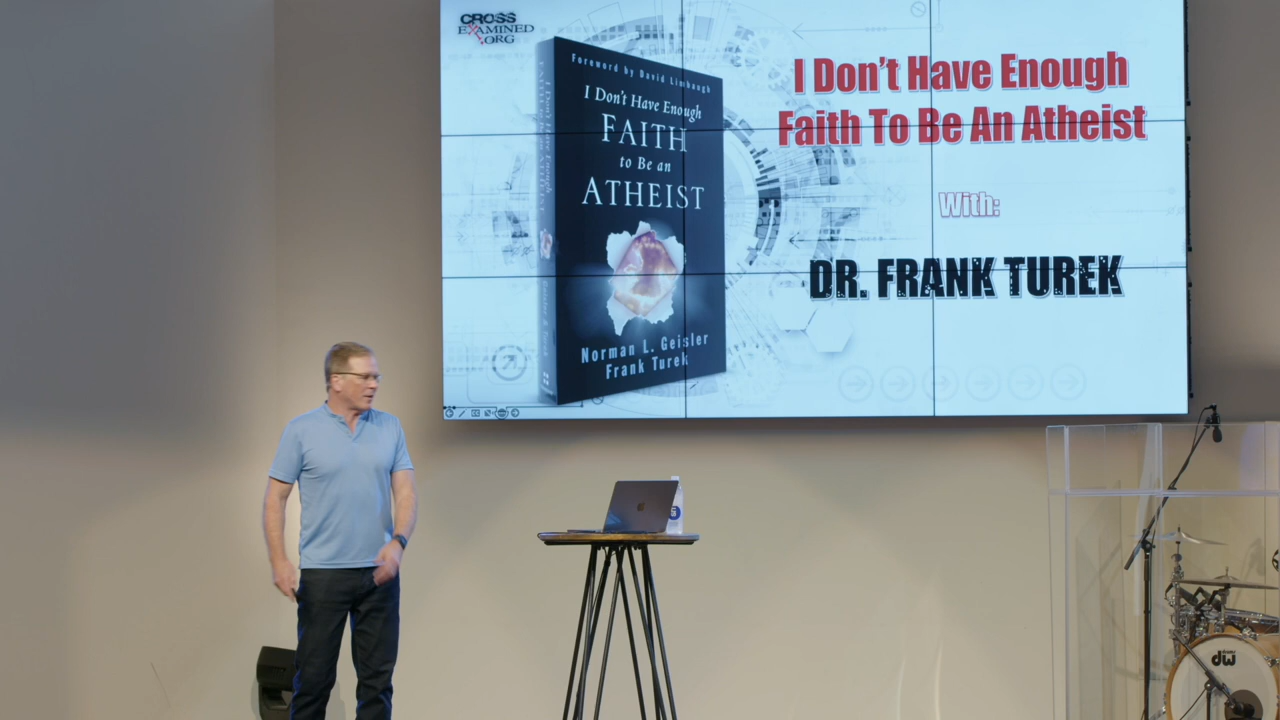 CROSS
EXAMINED
.ORG
Foreword by David Limbaugh
I Don't Have Enough
FAITH
to Be an
ATHEIST
Norman L. Geisler
Frank Turek
I Don't Have Enough
Faith To Be An Atheist
With:
DR. FRANK TUREK
dw